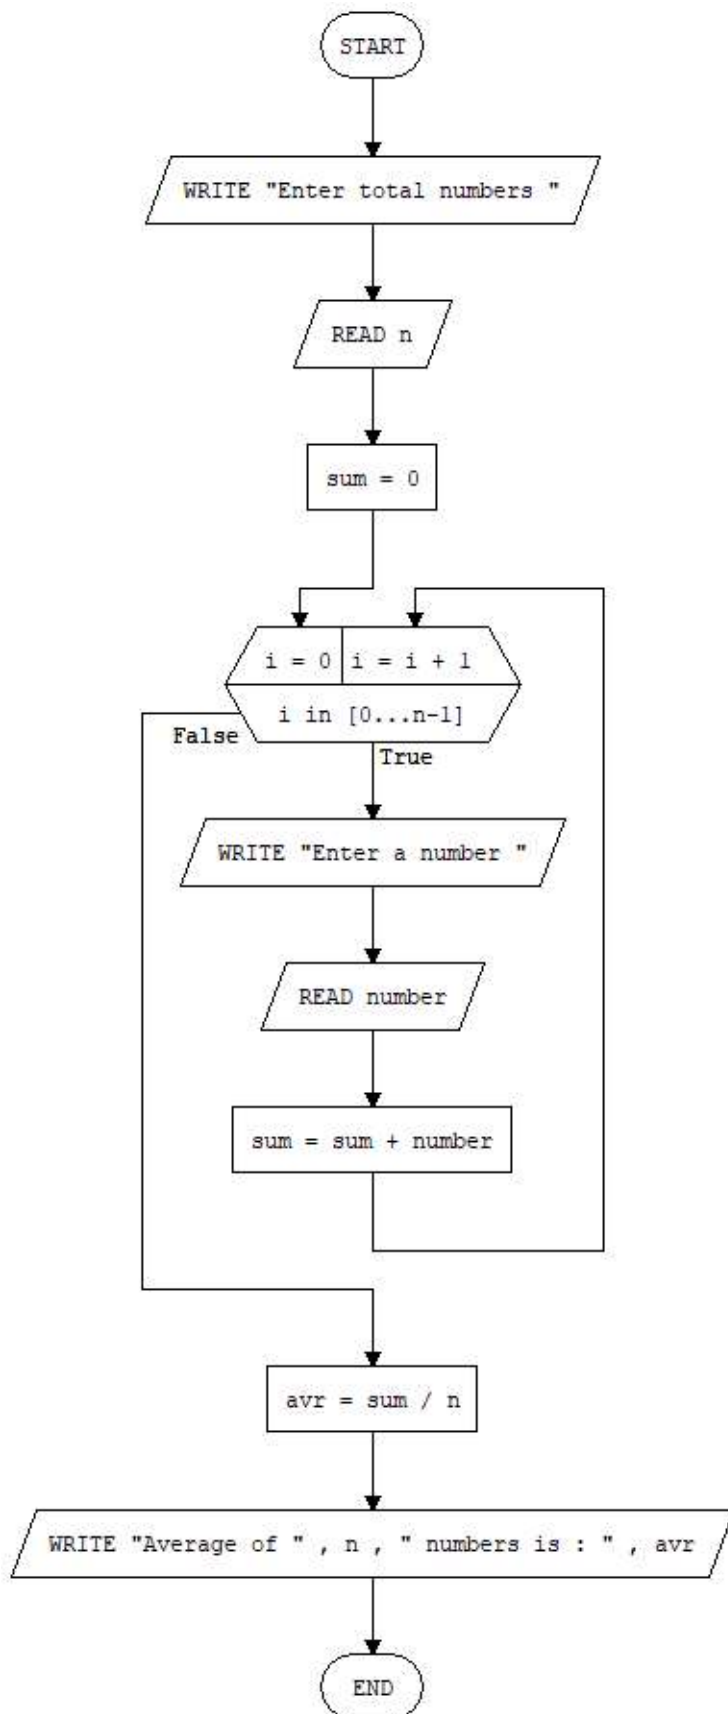 START
WRITE "Enter total numbers "
READ n
sum = 0
i = 0 i = i + 1
i in [0...n-1]
False
True
WRITE "Enter a number "
READ number
sum = sum + number
avr = sum / n
WRITE "Average of " , n , " numbers is : " , avr
END